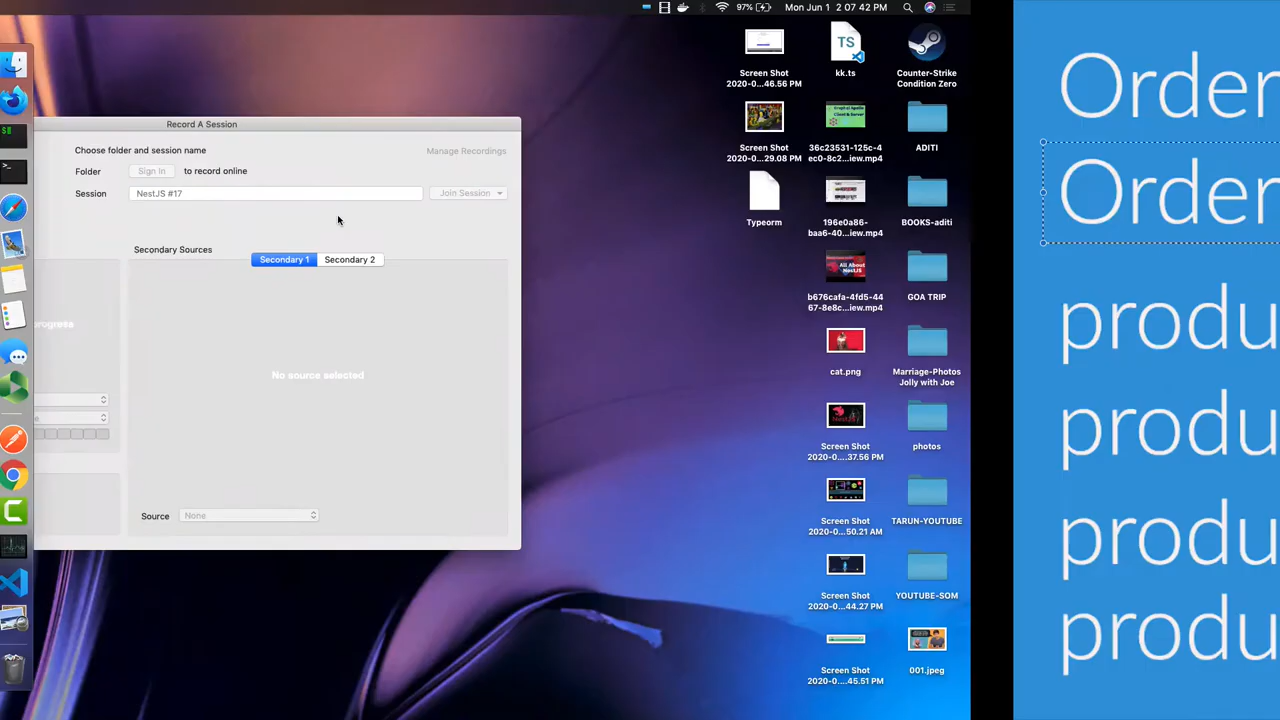 97% Mon Jun 1 2 07 42 PM
Record A Session
Choose folder and session name
Manage Recordings
Folder Sign In to record online
Session NestJS #17 Join Session
Secondary Sources
Secondary 1 Secondary 2
progress
No source selected
Source None
Screen Shot
2020-0...46.56 PM
TS
kk.ts
Counter-Strike
Condition Zero
Screen Shot
2020-0...29.08 PM
36c23531-125c-4
ec0-8c2...iew.mp4
ADITI
Typeorm
196e0a86-
baa6-40...iew.mp4
BOOKS-aditi
All About
NestJS
b676cafa-4fd5-44
67-8e8c...iew.mp4
GOA TRIP
cat.png
Marriage-Photos
Jolly with Joe
Screen Shot
2020-0....37.56 PM
photos
Screen Shot
2020-0...50.21 AM
TARUN-YOUTUBE
Screen Shot
2020-0...44.27 PM
YOUTUBE-SOM
Screen Shot
2020-0...45.51 PM
001.jpeg
Order
Order
produ
produ
produ
produ